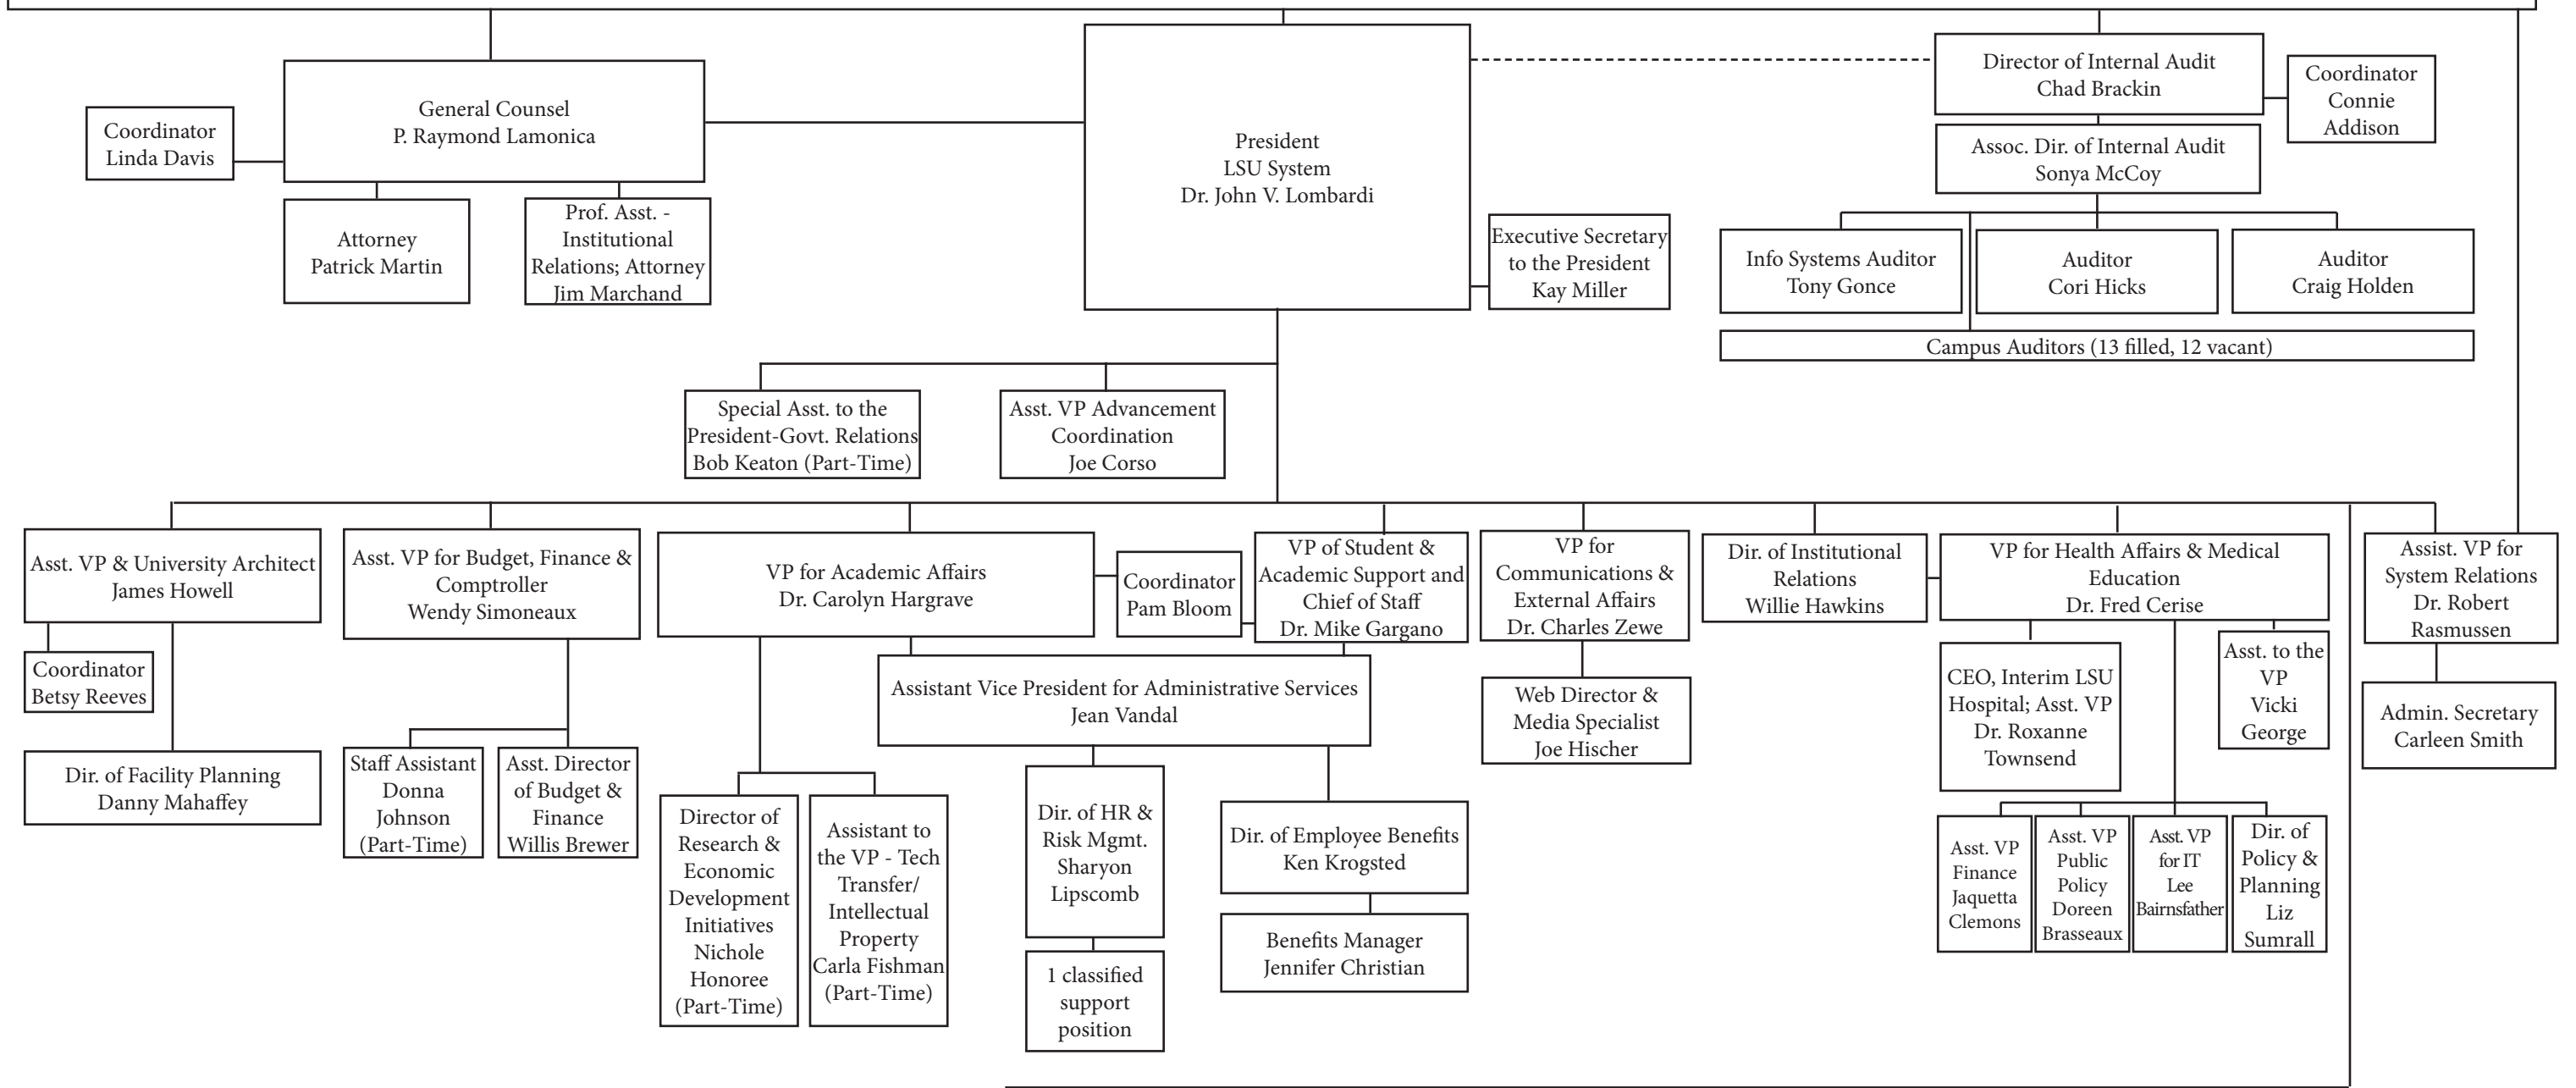 General Counsel
P. Raymond Lamonica
Coordinator
Linda Davis
Attorney
Patrick Martin
Prof. Asst. -
Institutional
Relations; Attorney
Jim Marchand
President
LSU System
Dr. John V. Lombardi
Executive Secretary
to the President
Kay Miller
Director of Internal Audit
Chad Brackin
Coordinator
Connie
Addison
Assoc. Dir. of Internal Audit
Sonya McCoy
Info Systems Auditor
Tony Gonce
Auditor
Cori Hicks
Auditor
Craig Holden
Campus Auditors (13 filled, 12 vacant)
Special Asst. to the
President-Govt. Relations
Bob Keaton (Part-Time)
Asst. VP Advancement
Coordination
Joe Corso
Asst. VP & University Architect
James Howell
Coordinator
Betsy Reeves
Dir. of Facility Planning
Danny Mahaffey
Asst. VP for Budget, Finance &
Comptroller
Wendy Simoneaux
Staff Assistant
Donna
Johnson
(Part-Time)
Asst. Director
of Budget &
Finance
Willis Brewer
VP for Academic Affairs
Dr. Carolyn Hargrave
Coordinator
Pam Bloom
VP of Student &
Academic Support and
Chief of Staff
Dr. Mike Gargano
Assistant Vice President for Administrative Services
Jean Vandal
Director of
Research &
Economic
Development
Initiatives
Nichole
Honoree
(Part-Time)
Assistant to
the VP - Tech
Transfer/
Intellectual
Property
Carla Fishman
(Part-Time)
Dir. of HR &
Risk Mgmt.
Sharyon
Lipscomb
1 classified
support
position
Dir. of Employee Benefits
Ken Krogsted
Benefits Manager
Jennifer Christian
VP for
Communications &
External Affairs
Dr. Charles Zewe
Web Director &
Media Specialist
Joe Hischer
Dir. of Institutional
Relations
Willie Hawkins
VP for Health Affairs & Medical
Education
Dr. Fred Cerise
CEO, Interim LSU
Hospital; Asst. VP
Dr. Roxanne
Townsend
Asst. to the
VP
Vicki
George
Asst. VP
Finance
Jaquetta
Clemons
Asst. VP
Public
Policy
Doreen
Brasseaux
Asst. VP
for IT
Lee
Bairnsfather
Dir. of
Policy &
Planning
Liz
Sumrall
Assist. VP for
System Relations
Dr. Robert
Rasmussen
Admin. Secretary
Carleen Smith